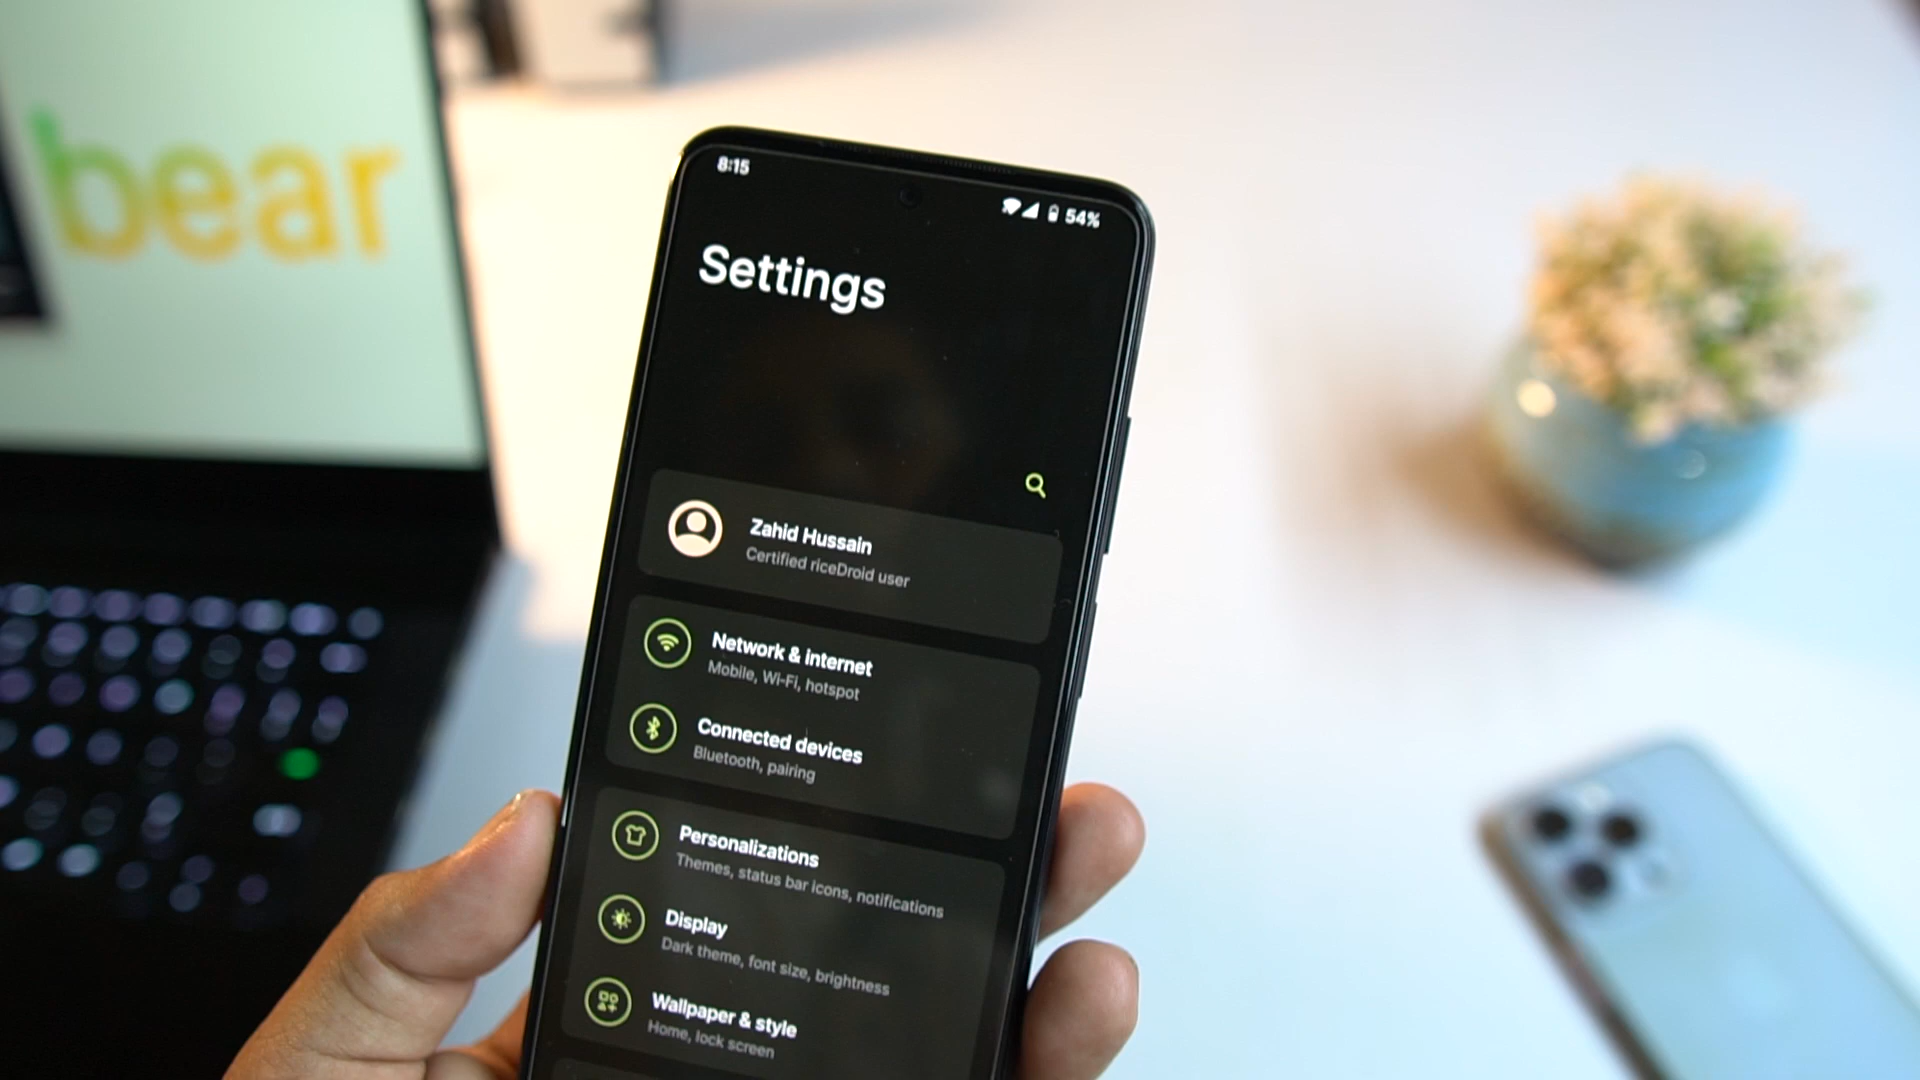 bear
8:15
54%
Settings
Zahid Hussain
Certified riceDroid user
Network & internet
Mobile, Wi-Fi, hotspot
Connected devices
Bluetooth, pairing
Personalizations
Themes, status bar icons, notifications
Display
Dark theme, font size, brightness
Wallpaper & style
Home, lock screen